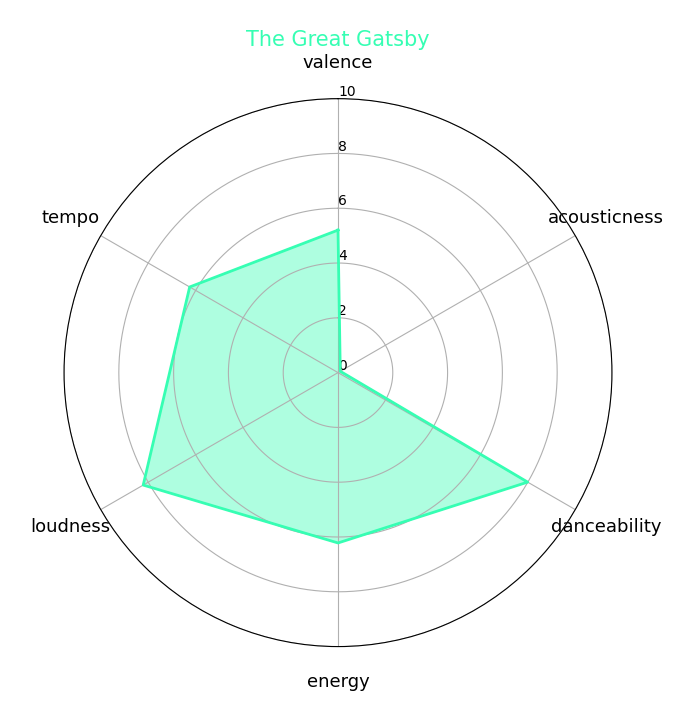 The Great Gatsby
valence
10
8
tempo
6
acousticness
4
2
0
loudness
danceability
energy